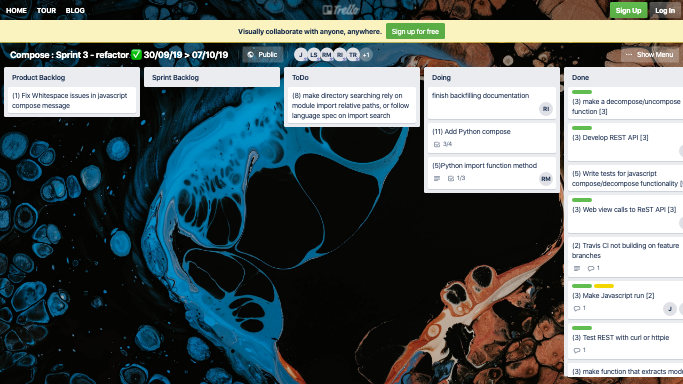 HOME TOUR BLOG Trello Sign Up Log In
Visually collaborate with anyone, anywhere. Sign up for free
Compose : Sprint 3 - refactor ✅ 30/09/19 > 07/10/19 Public J LS RM RI TR +1 ··· Show Menu
Product Backlog
(1) Fix Whitespace issues in javascript
compose message
Sprint Backlog
ToDo
(8) make directory searching rely on
module import relative paths, or follow
language spec on import search
Doing
finish backfilling documentation
RI
(11) Add Python compose
3/4
(5)Python import function method
1/3 RM
Done
(3) make a decompose/uncompose
function [3]
(3) Develop REST API [3]
(5) Write tests for javascript
compose/decompose functionality
(3) Web view calls to ReST API [3]
(2) Travis CI not building on feature
branches
1
(3) Make Javascript run [2]
1 J
(3) Test REST with curl or httpie
1
(3) make function that extracts